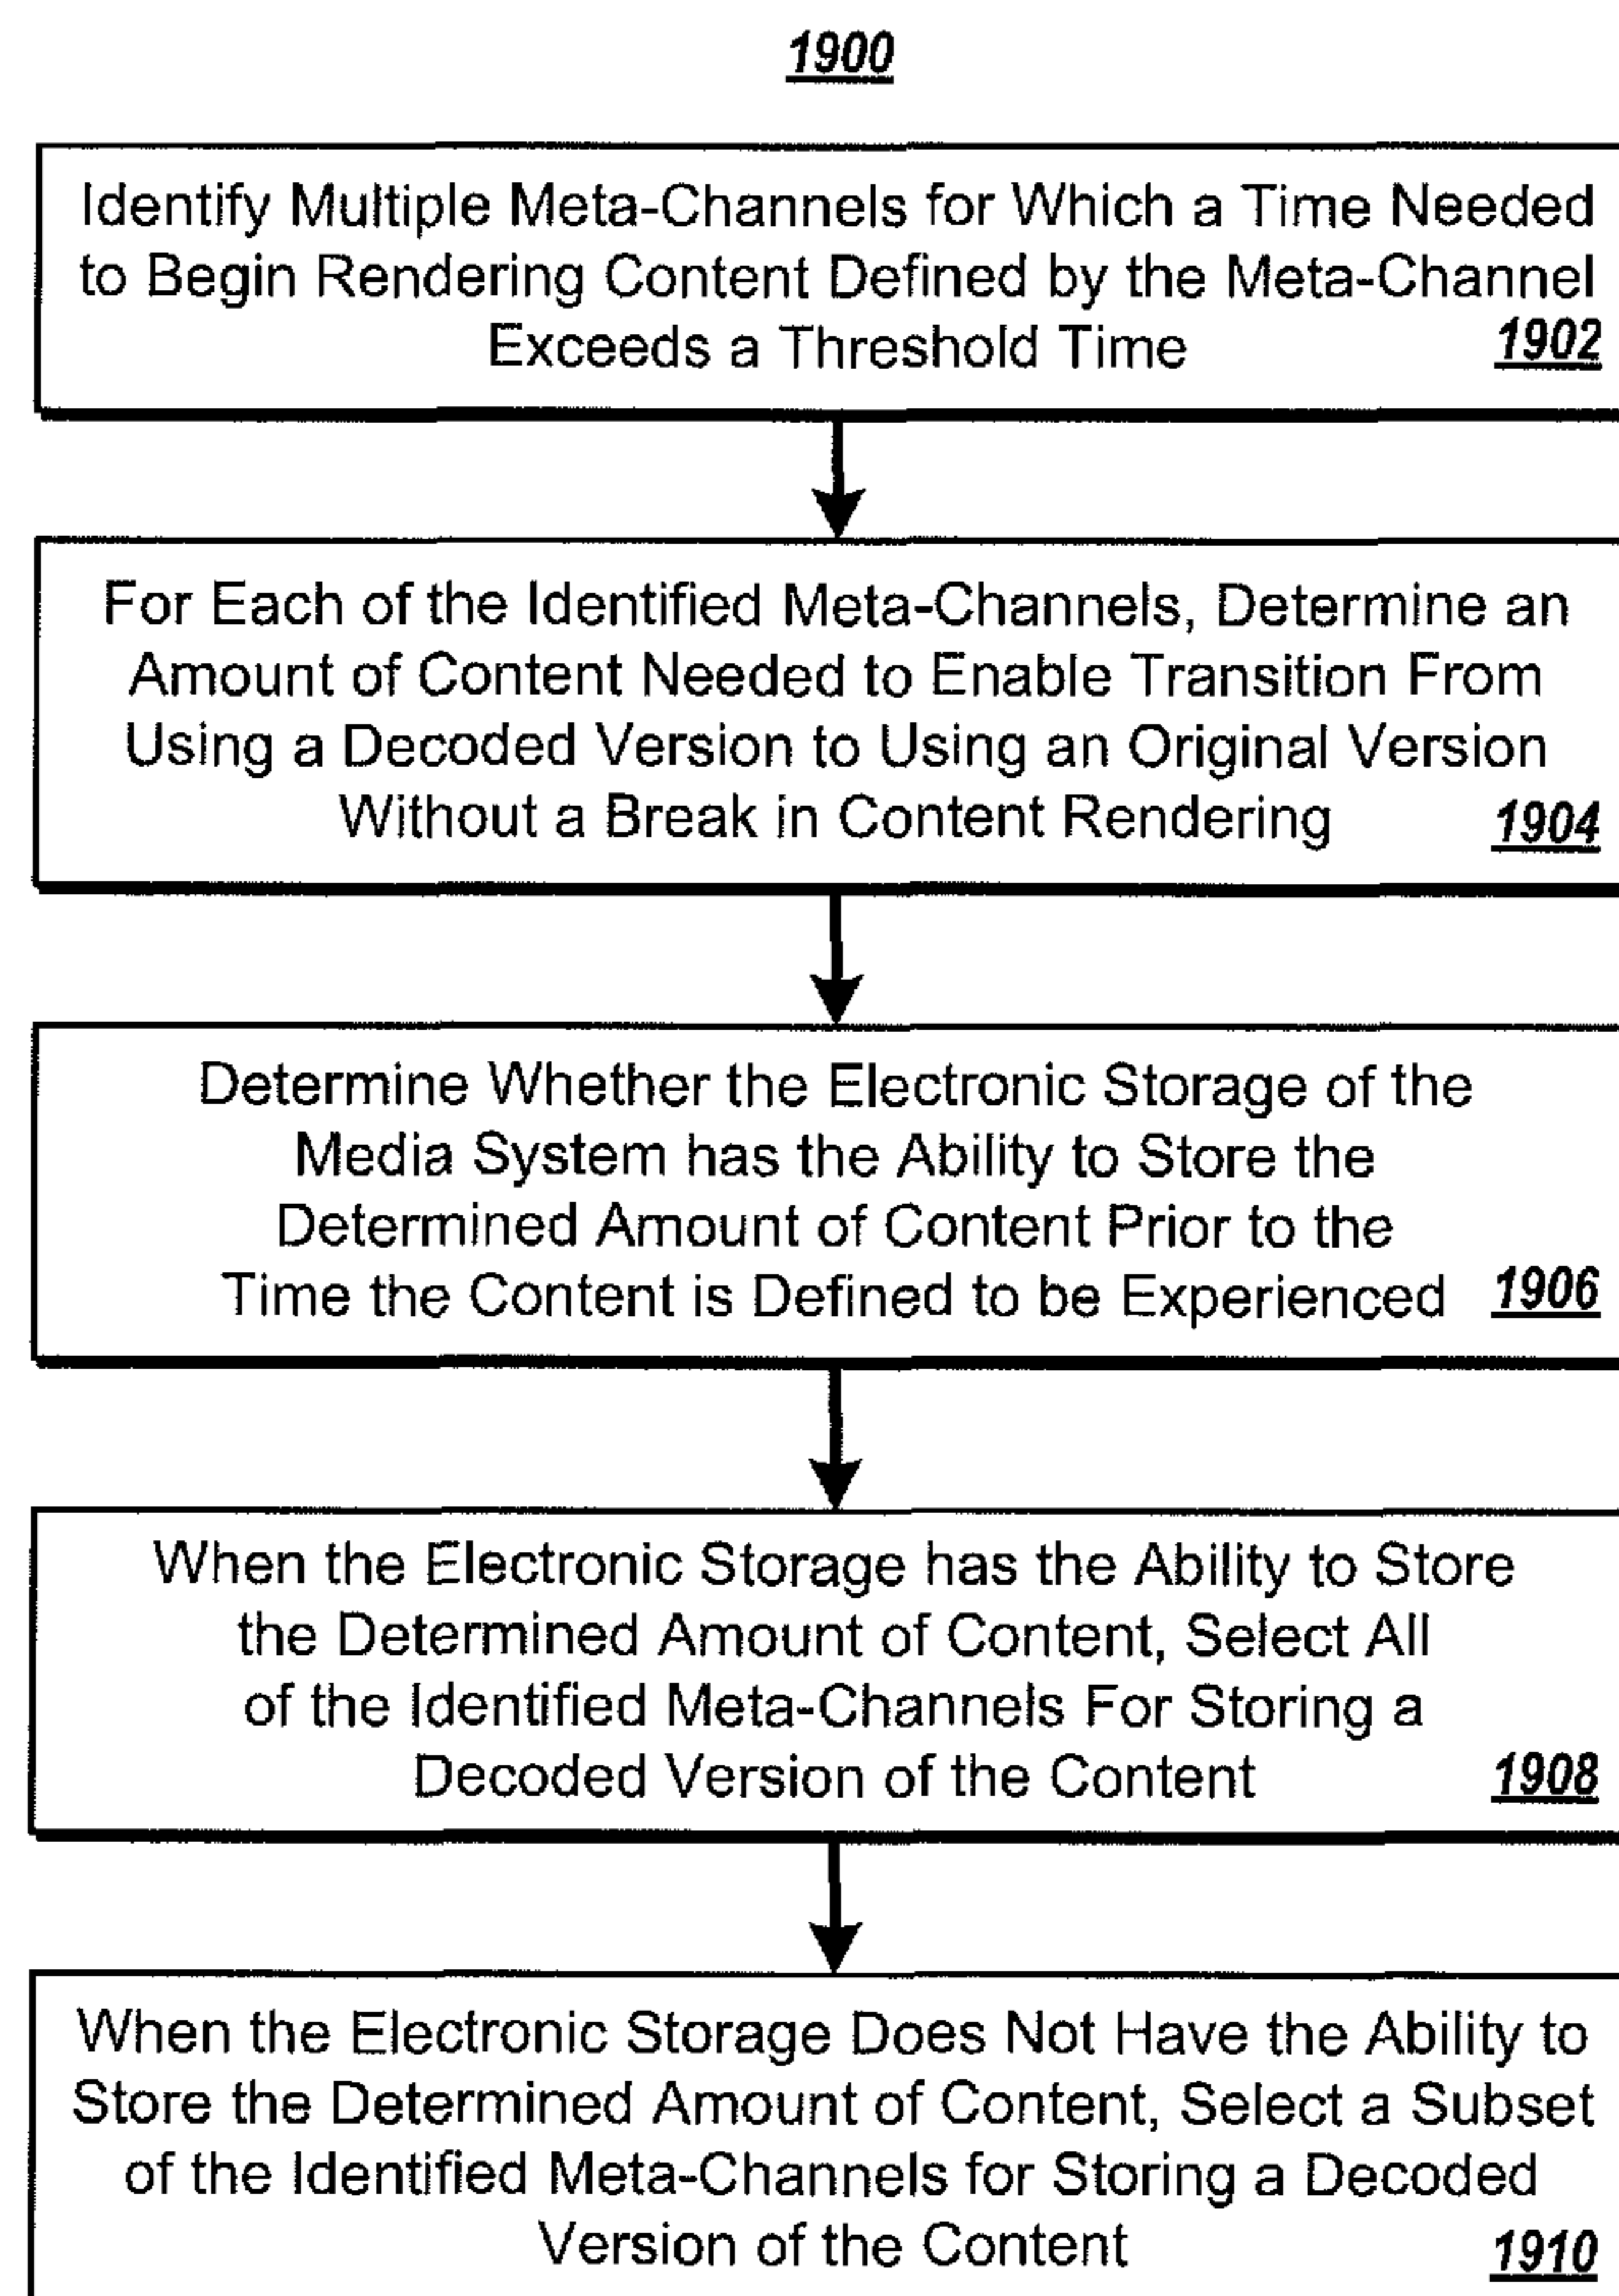 1900
Identify Multiple Meta-Channels for Which a Time Needed
to Begin Rendering Content Defined by the Meta-Channel
Exceeds a Threshold Time 1902
For Each of the Identified Meta-Channels, Determine an
Amount of Content Needed to Enable Transition From
Using a Decoded Version to Using an Original Version
Without a Break in Content Rendering 1904
Determine Whether the Electronic Storage of the
Media System has the Ability to Store the
Determined Amount of Content Prior to the
Time the Content is Defined to be Experienced 1906
When the Electronic Storage has the Ability to Store
the Determined Amount of Content, Select All
of the Identified Meta-Channels For Storing a
Decoded Version of the Content 1908
When the Electronic Storage Does Not Have the Ability to
Store the Determined Amount of Content, Select a Subset
of the Identified Meta-Channels for Storing a Decoded
Version of the Content 1910